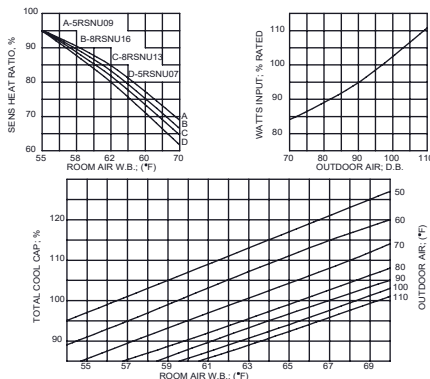 100
90
80
70
60
SENS HEAT RATIO, %
A-5RSNU09
B-8RSNU16
C-8RSNU13
D-5RSNU07
A
B
C
D
55 58 62 64 60 70
ROOM AIR W.B.; (°F)
110
100
90
80
WATTS INPUT; % RATED
70 80 90 100 110
OUTDOOR AIR; D.B.
120
110
100
90
TOTAL COOL CAP; %
50
60
70
80
90
100
110
OUTDOOR AIR; (°F)
55 57 59 61 63 65 67 69
ROOM AIR W.B.; (°F)